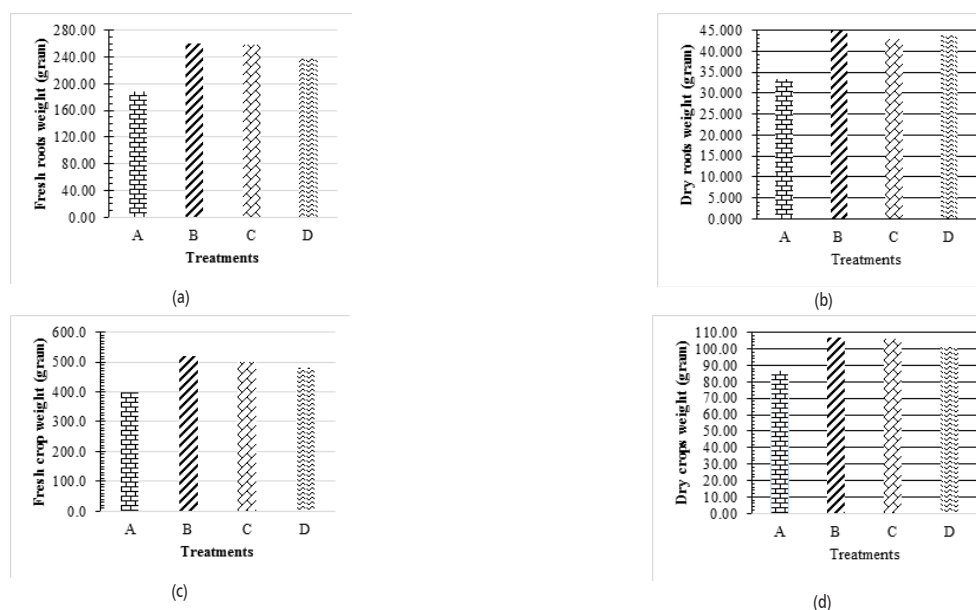 Fresh roots weight (gram)
280.00
240.00
200.00
160.00
120.00
80.00
40.00
0.00
A B C D
Treatments
(a)
Dry roots weight (gram)
45.000
40.000
35.000
30.000
25.000
20.000
15.000
10.000
5.000
0.000
A B C D
Treatments
(b)
Fresh crop weight (gram)
600.0
500.0
400.0
300.0
200.0
100.0
0.0
A B C D
Treatments
(c)
Dry crops weight (gram)
110.00
100.00
90.00
80.00
70.00
60.00
50.00
40.00
30.00
20.00
10.00
0.00
A B C D
Treatments
(d)